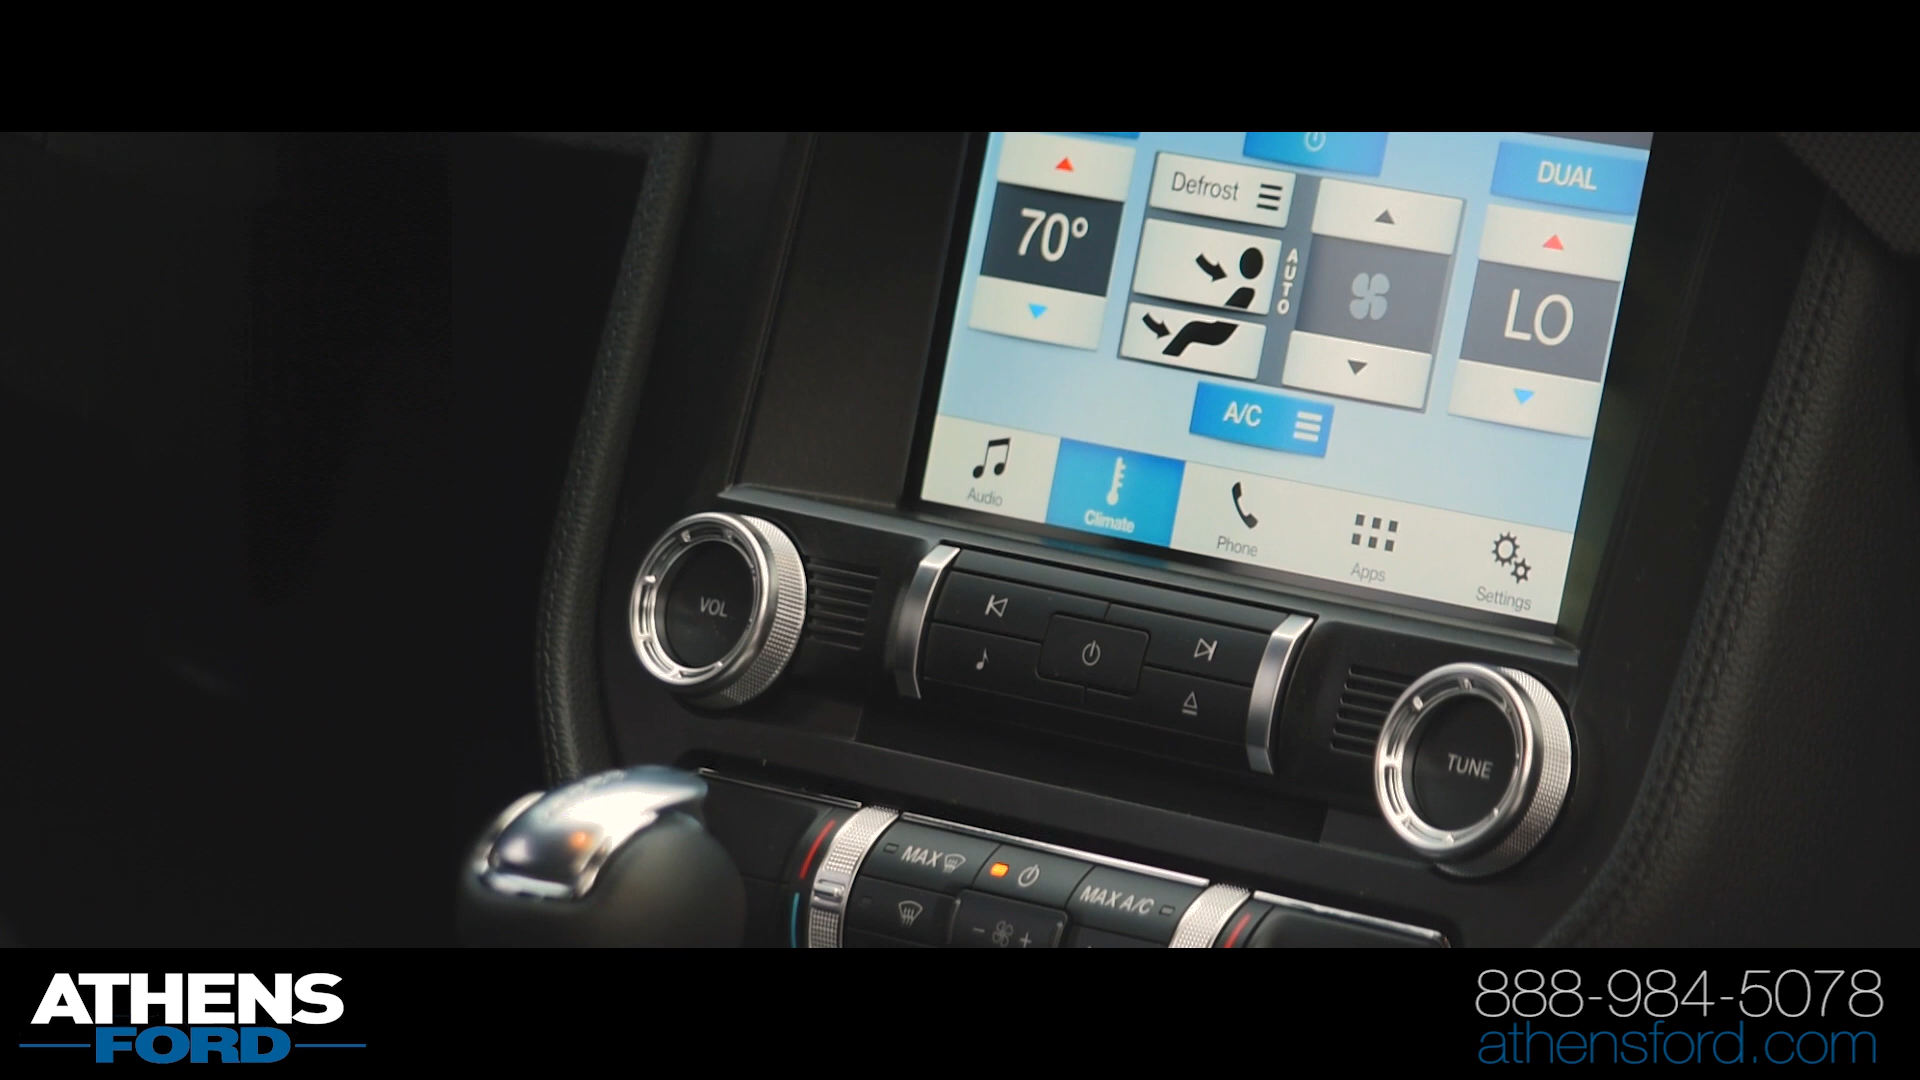 DUAL
Defrost
70°
AUTO
LO
A/C
Audio
Climate
Phone
Apps
Settings
VOL
TUNE
MAX
MAX A/C
- +
ATHENS
FORD
888-984-5078
athensford.com